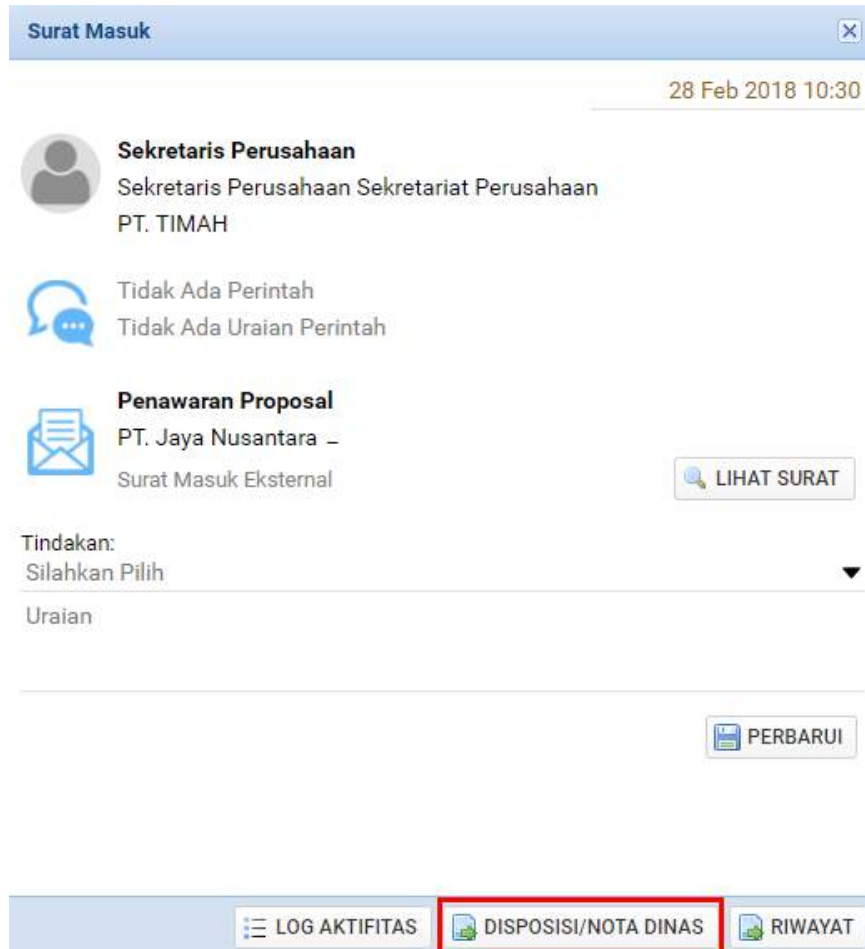 Surat Masuk
28 Feb 2018 10:30
Sekretaris Perusahaan
Sekretaris Perusahaan Sekretariat Perusahaan
PT. TIMAH
Tidak Ada Perintah
Tidak Ada Uraian Perintah
Penawaran Proposal
PT. Jaya Nusantara –
Surat Masuk Eksternal
LIHAT SURAT
Tindakan:
Silahkan Pilih
Uraian
PERBARUI
LOG AKTIFITAS
DISPOSISI/NOTA DINAS
RIWAYAT